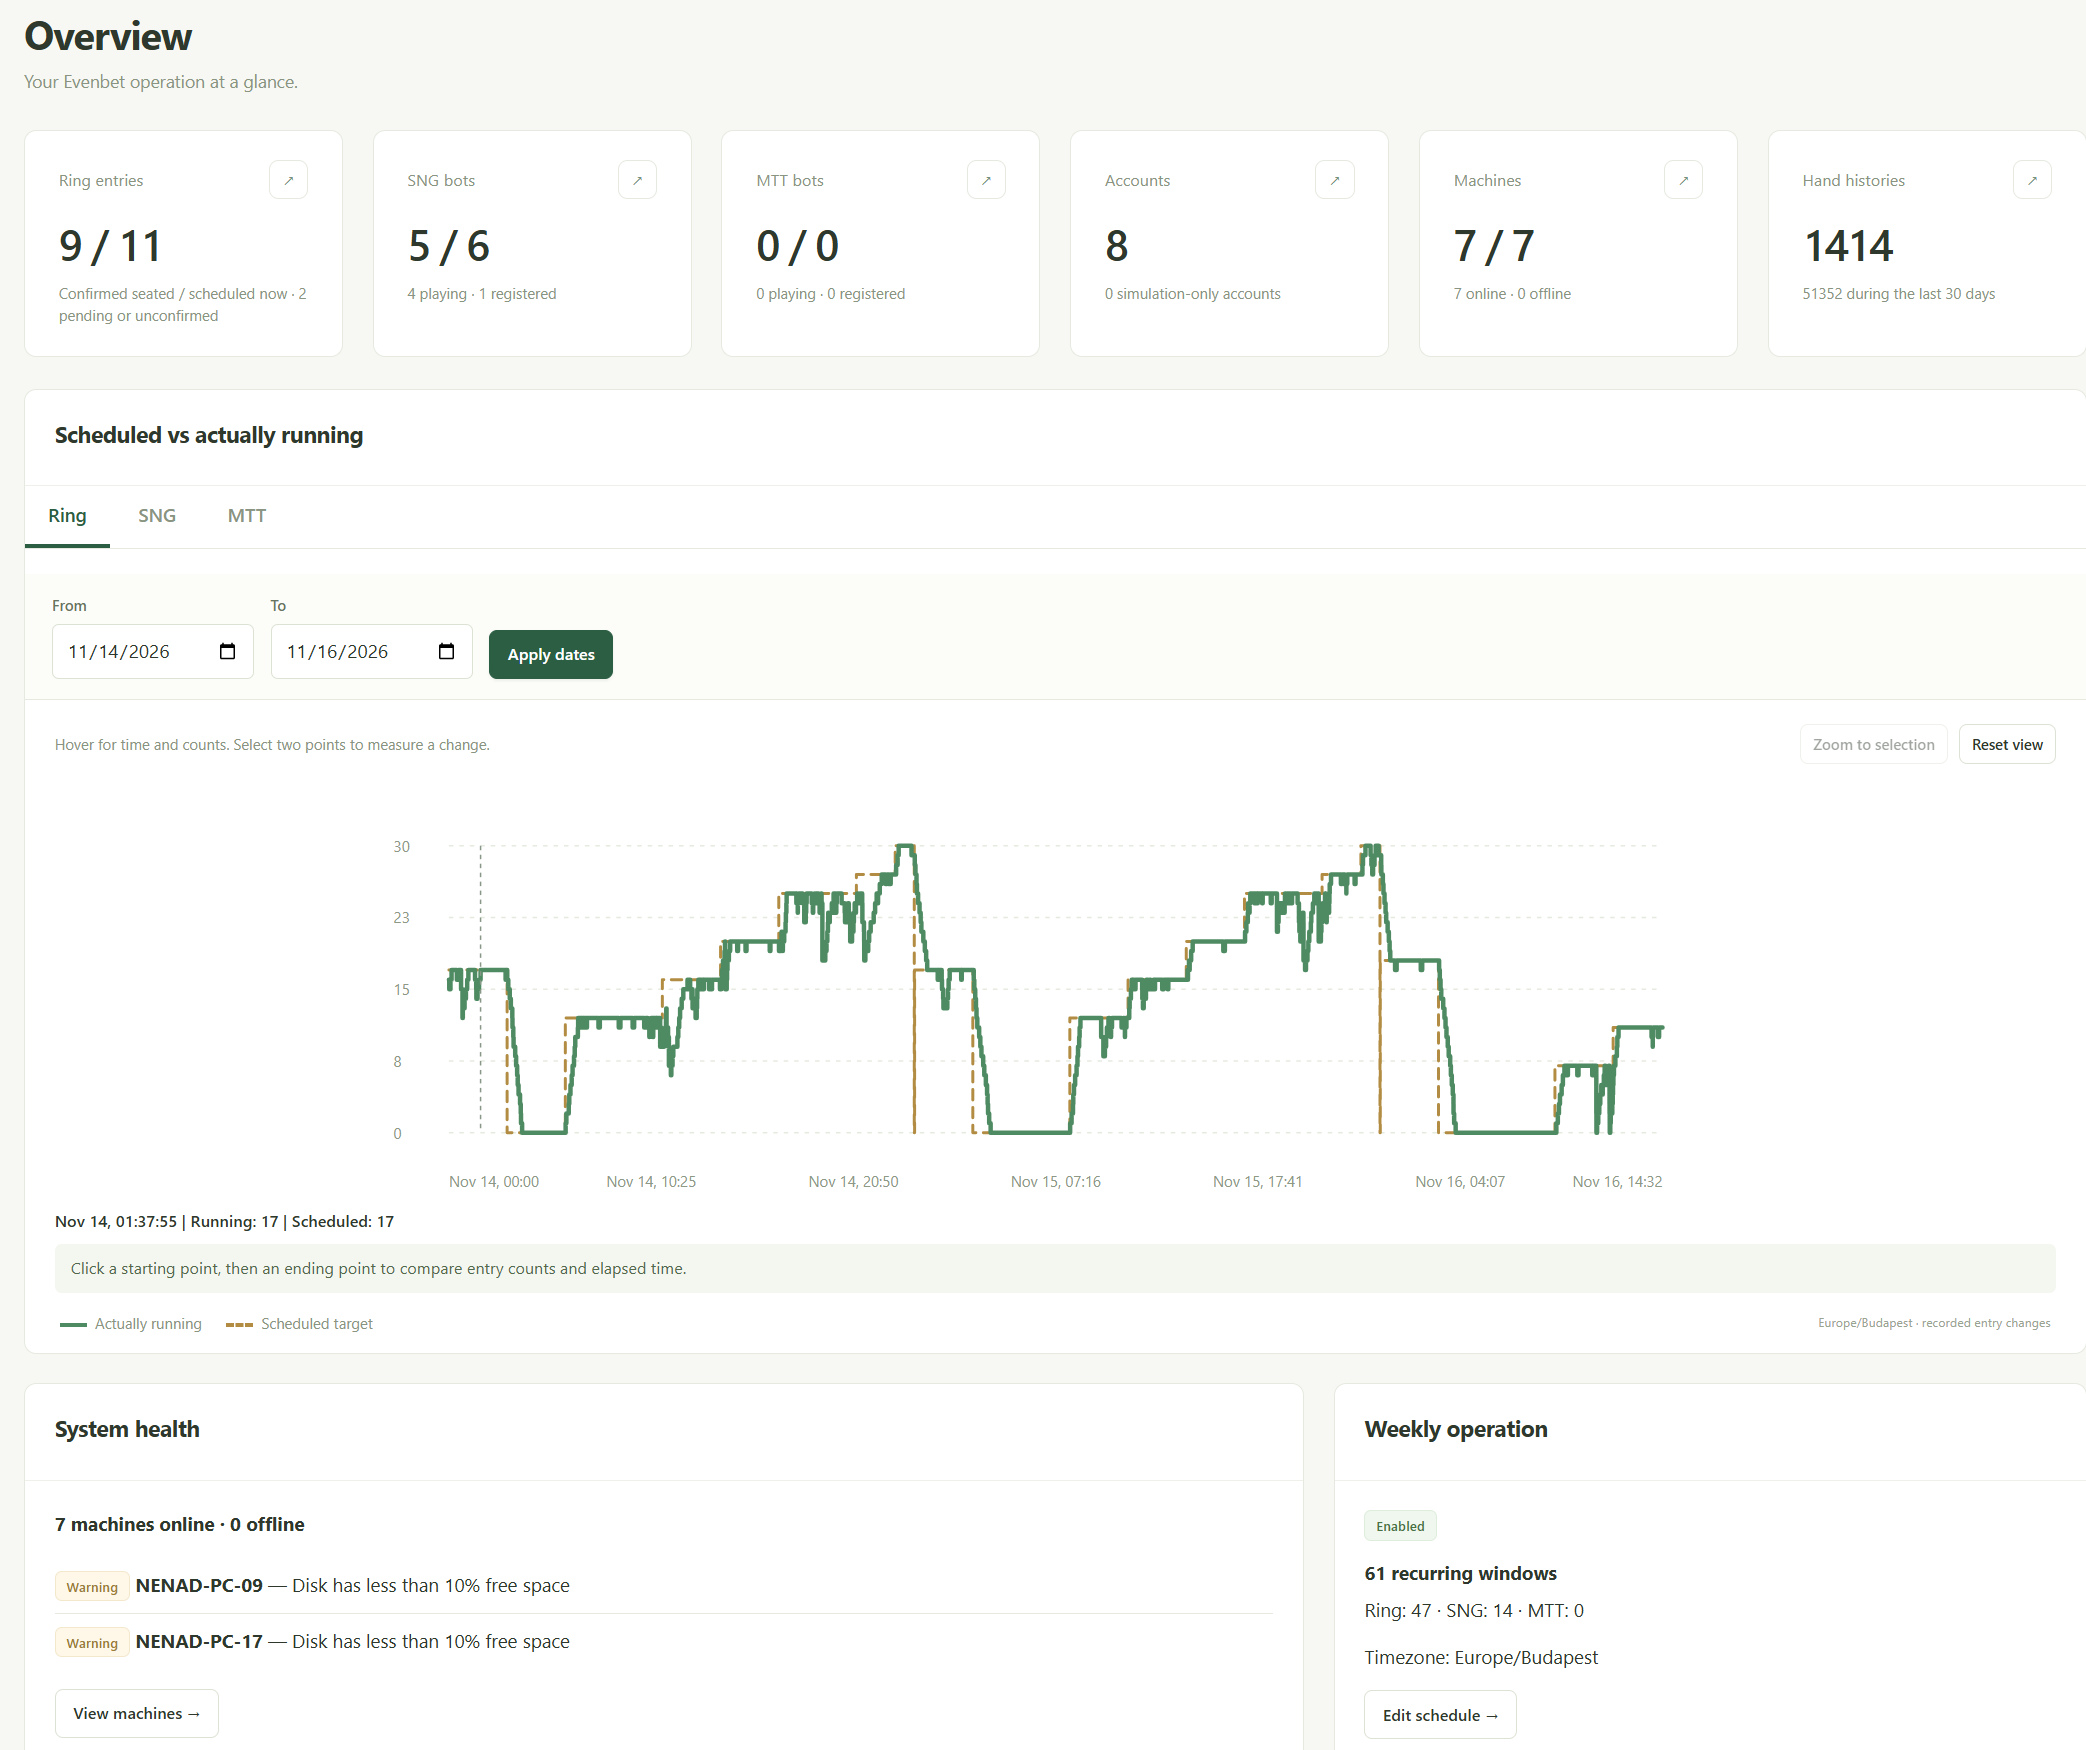 Overview
Your Evenbet operation at a glance.
Ring entries
↗
9 / 11
Confirmed seated / scheduled now · 2
pending or unconfirmed
SNG bots
↗
5 / 6
4 playing · 1 registered
MTT bots
↗
0 / 0
0 playing · 0 registered
Accounts
↗
8
0 simulation-only accounts
Machines
↗
7 / 7
7 online · 0 offline
Hand histories
↗
1414
51352 during the last 30 days
Scheduled vs actually running
Ring SNG MTT
From To
11/14/2026 11/16/2026 Apply dates
Hover for time and counts. Select two points to measure a change.
Zoom to selection Reset view
30
23
15
8
0
Nov 14, 00:00 Nov 14, 10:25 Nov 14, 20:50 Nov 15, 07:16 Nov 15, 17:41 Nov 16, 04:07 Nov 16, 14:32
Nov 14, 01:37:55 | Running: 17 | Scheduled: 17
Click a starting point, then an ending point to compare entry counts and elapsed time.
Actually running Scheduled target
Europe/Budapest · recorded entry changes
System health
7 machines online · 0 offline
Warning NENAD-PC-09 — Disk has less than 10% free space
Warning NENAD-PC-17 — Disk has less than 10% free space
View machines →
Weekly operation
Enabled
61 recurring windows
Ring: 47 · SNG: 14 · MTT: 0
Timezone: Europe/Budapest
Edit schedule →